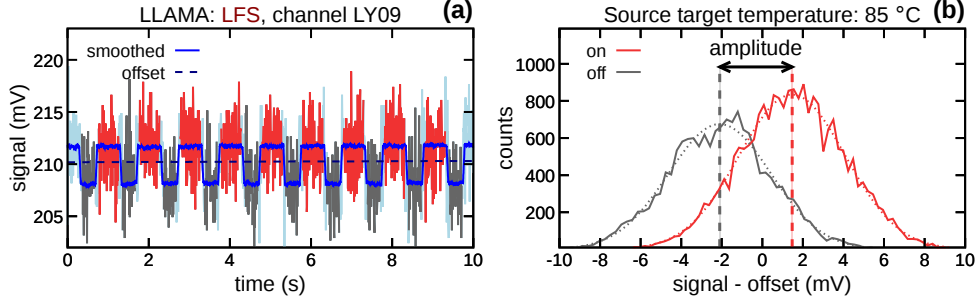 LLAMA: LFS, channel LY09
(a)
smoothed
offset
signal (mV)
220
215
210
205
0 2 4 6 8 10
time (s)
Source target temperature: 85 °C
(b)
on
off
amplitude
counts
1000
800
600
400
200
-10 -8 -6 -4 -2 0 2 4 6 8 10
signal - offset (mV)